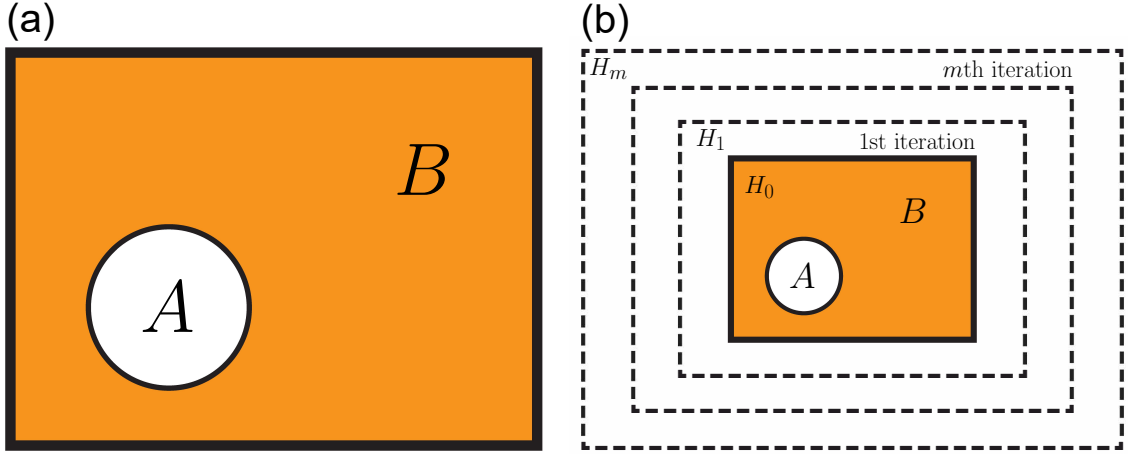 (a)
B
A
(b)
H_m
mth iteration
H_1
1st iteration
H_0
B
A